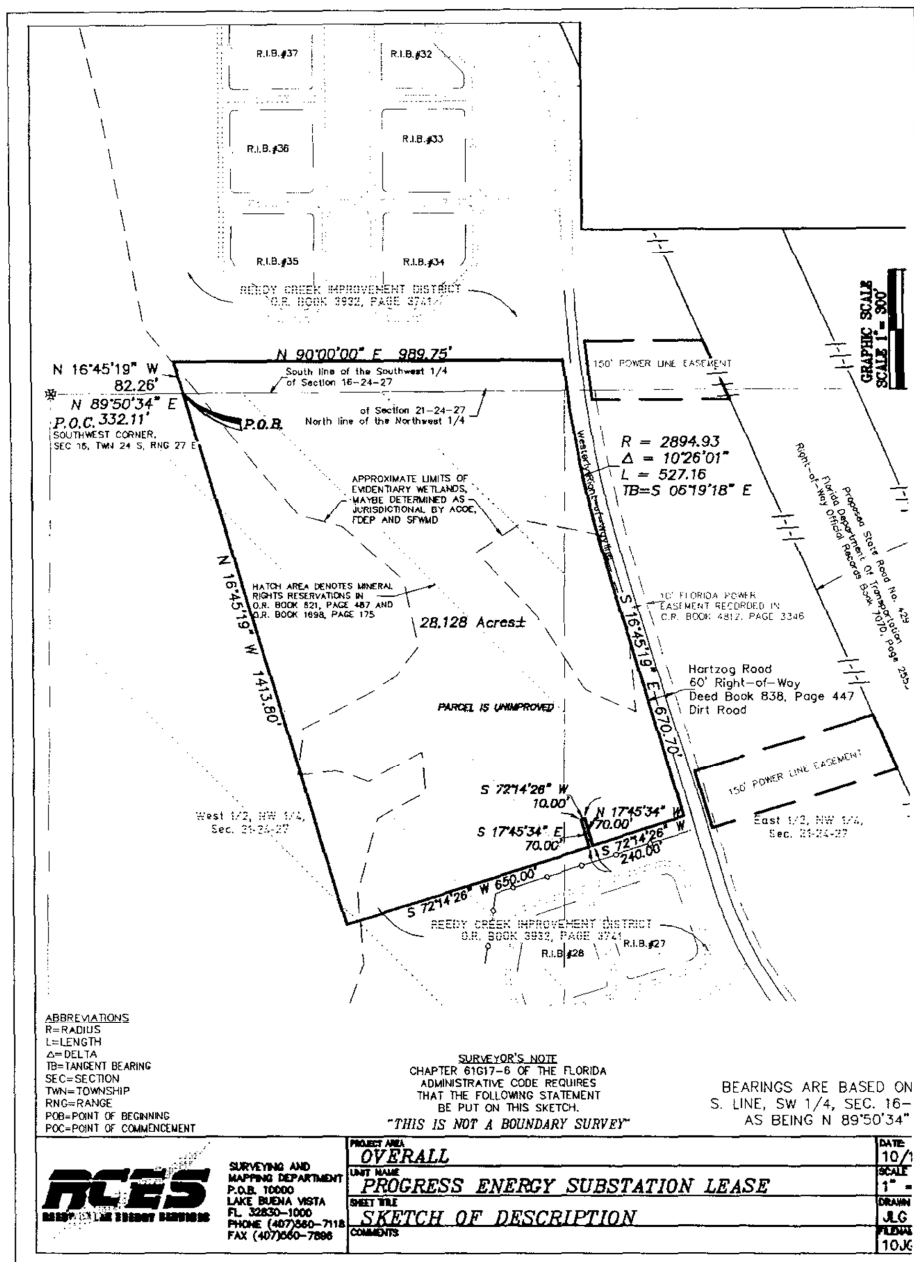 R.I.B.#37
R.I.B.#32
R.I.B.#36
R.I.B.#33
R.I.B.#35
R.I.B.#34
REEDY CREEK IMPROVEMENT DISTRICT
O.R. BOOK 3932, PAGE 3741
GRAPHIC SCALE
SCALE 1" = 300'
N 16°45'19" W
82.26'
N 90°00'00" E 989.75'
South line of the Southwest 1/4
of Section 16-24-27
150' POWER LINE EASEMENT
N 89°50'34" E
P.O.C. 332.11'
SOUTHWEST CORNER,
SEC 16, TWN 24 S, RNG 27 E
P.O.B.
of Section 21-24-27
North line of the Northwest 1/4
Westerly Right-of-Way line
R = 2894.93
Δ = 10°26'01"
L = 527.16
TB=S 06°19'18" E
Proposed State Road No. 429
Florida Department Of Transportation
Right-of-Way Official Records Book 7070, Page 2553
APPROXIMATE LIMITS OF
EVIDENTIARY WETLANDS,
MAYBE DETERMINED AS
JURISDICTIONAL BY ACOE,
FDEP AND SFWMD
HATCH AREA DENOTES MINERAL
RIGHTS RESERVATIONS IN
O.R. BOOK 821, PAGE 487 AND
O.R. BOOK 1698, PAGE 175
N 16°45'19" W 1413.80'
28.128 Acres±
10' FLORIDA POWER
EASEMENT RECORDED IN
O.R. BOOK 4812, PAGE 3346
S 16°45'19" E 670.70'
Hartzog Road
60' Right-of-Way
Deed Book 838, Page 447
Dirt Road
PARCEL IS UNIMPROVED
150' POWER LINE EASEMENT
S 72°14'26" W
10.00'
N 17°45'34" W
70.00'
S 17°45'34" E
70.00'
S 72°14'26" W
240.00'
West 1/2, NW 1/4,
Sec. 21-24-27
East 1/2, NW 1/4,
Sec. 21-24-27
S 72°14'26" W 650.00'
REEDY CREEK IMPROVEMENT DISTRICT
O.R. BOOK 3932, PAGE 3741
R.I.B.#28
R.I.B.#27
ABBREVIATIONS
R=RADIUS
L=LENGTH
Δ=DELTA
TB=TANGENT BEARING
SEC=SECTION
TWN=TOWNSHIP
RNG=RANGE
POB=POINT OF BEGINNING
POC=POINT OF COMMENCEMENT
SURVEYOR'S NOTE
CHAPTER 61G17-6 OF THE FLORIDA
ADMINISTRATIVE CODE REQUIRES
THAT THE FOLLOWING STATEMENT
BE PUT ON THIS SKETCH.
"THIS IS NOT A BOUNDARY SURVEY"
BEARINGS ARE BASED ON
S. LINE, SW 1/4, SEC. 16-
AS BEING N 89°50'34"
RCES
SURVEYING AND
MAPPING DEPARTMENT
P.O.B. 10000
LAKE BUENA VISTA
FL 32830-1000
PHONE (407)560-7118
FAX (407)560-7898
PROJECT AREA
OVERALL
UNIT NAME
PROGRESS ENERGY SUBSTATION LEASE
SHEET TITLE
SKETCH OF DESCRIPTION
COMMENTS
DATE:
10/1
SCALE
1" =
DRAWN
JLG
10JG